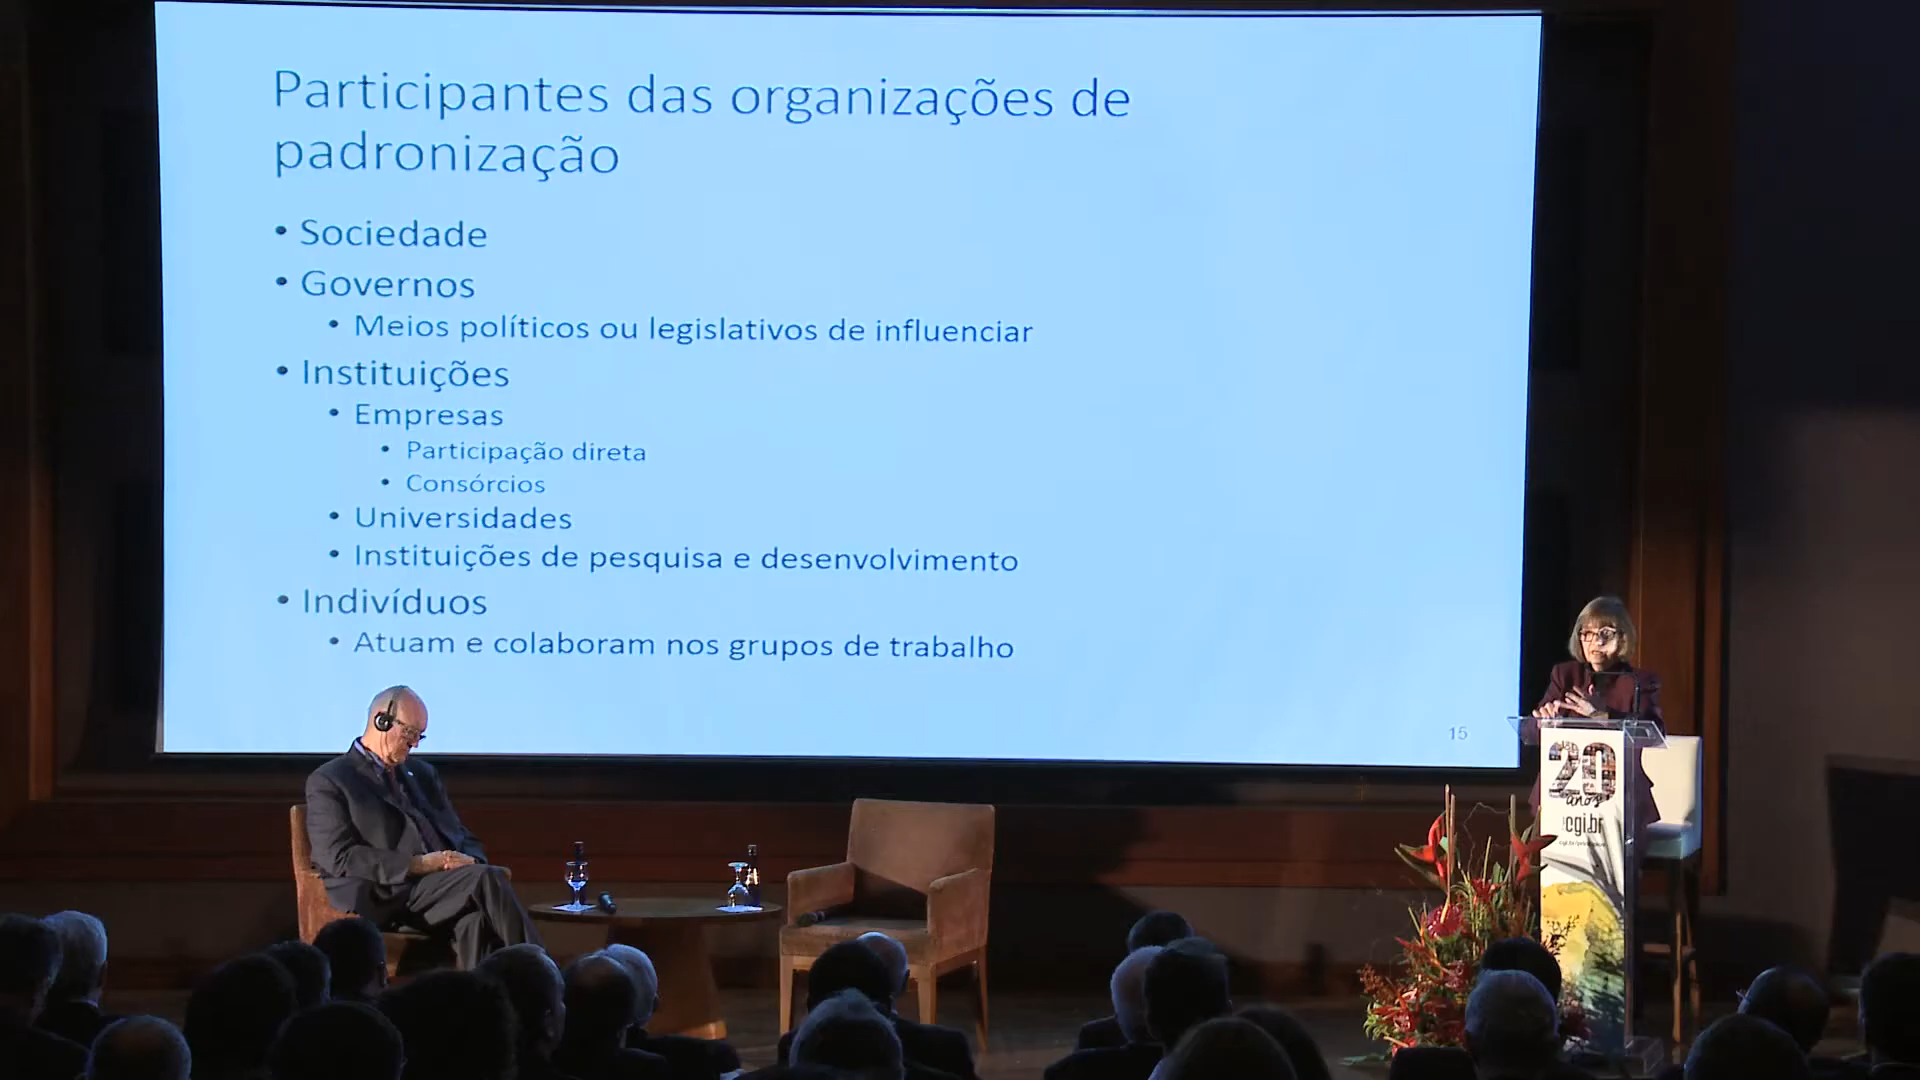 Participantes das organizações de
padronização
• Sociedade
• Governos
• Meios políticos ou legislativos de influenciar
• Instituições
• Empresas
• Participação direta
• Consórcios
• Universidades
• Instituições de pesquisa e desenvolvimento
• Indivíduos
• Atuam e colaboram nos grupos de trabalho
15
20
anos
cgi.br